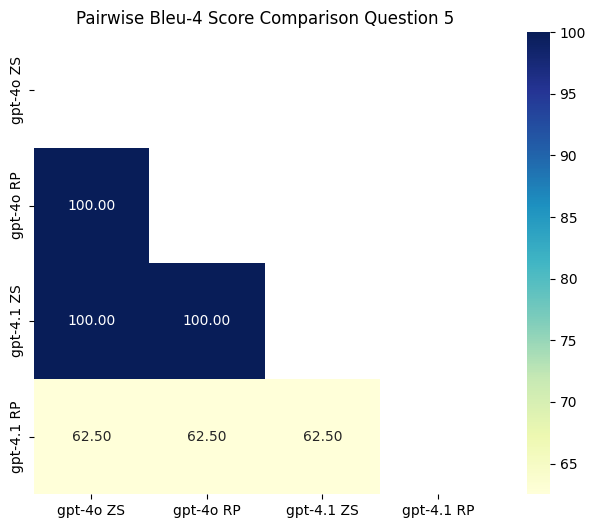 Pairwise Bleu-4 Score Comparison Question 5
gpt-4o ZS
gpt-4o RP
100.00
gpt-4.1 ZS
100.00 100.00
gpt-4.1 RP
62.50 62.50 62.50
gpt-4o ZS gpt-4o RP gpt-4.1 ZS gpt-4.1 RP
100
95
90
85
80
75
70
65